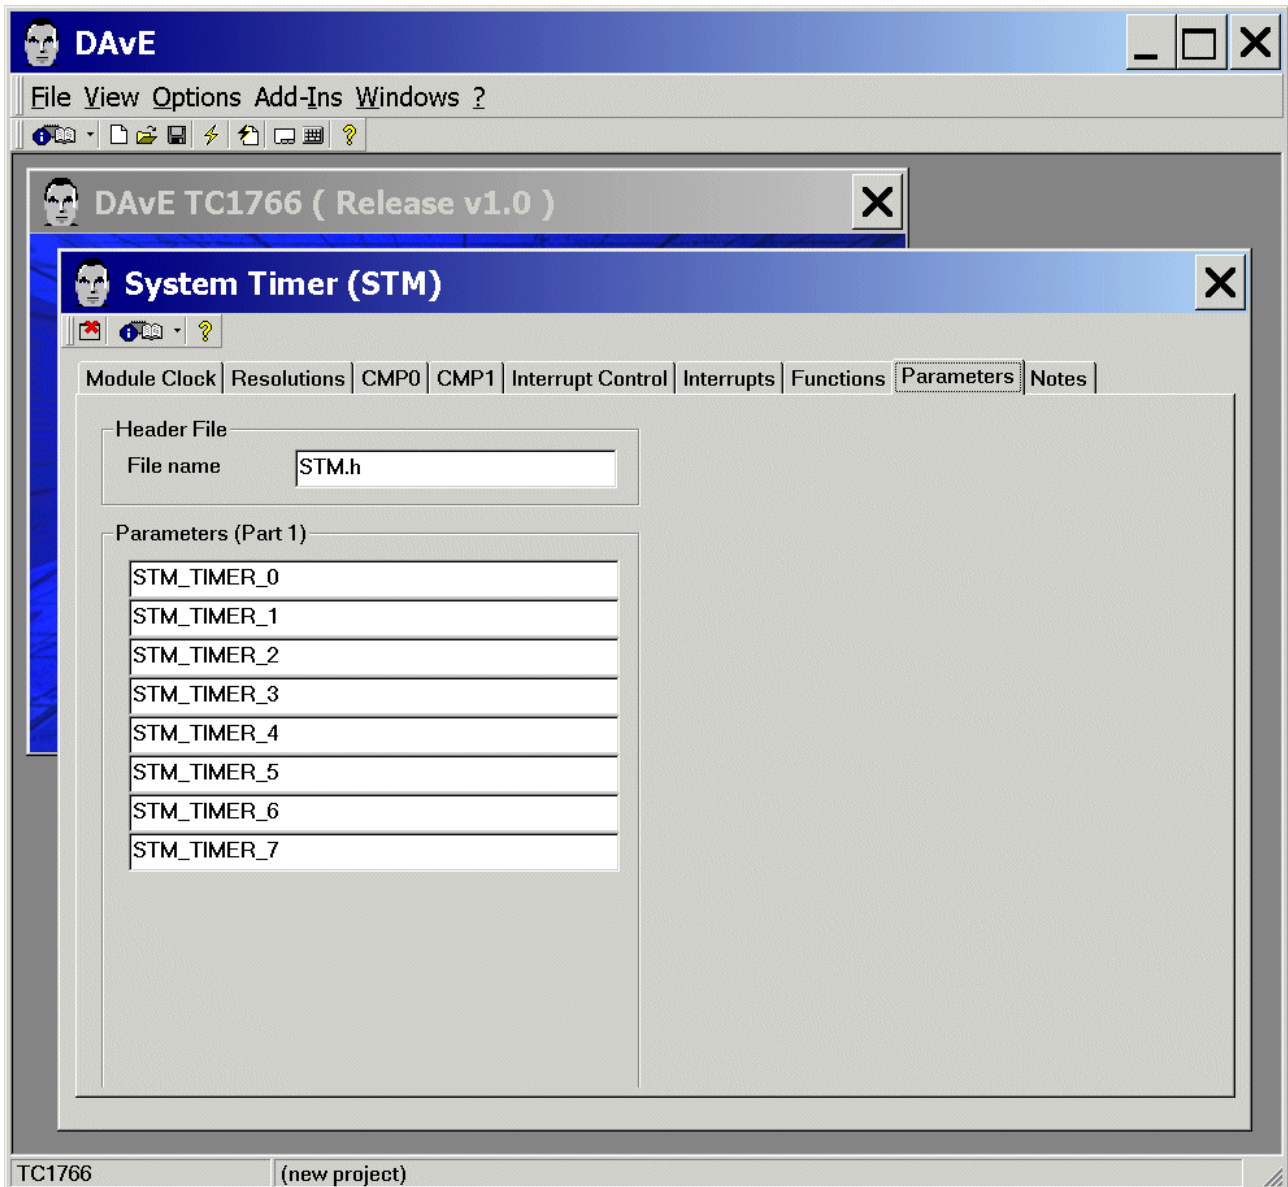 DAvE
File View Options Add-Ins Windows ?
DAvE TC1766 ( Release v1.0 )
System Timer (STM)
Module Clock Resolutions CMP0 CMP1 Interrupt Control Interrupts Functions Parameters Notes
Header File
File name STM.h
Parameters (Part 1)
STM_TIMER_0
STM_TIMER_1
STM_TIMER_2
STM_TIMER_3
STM_TIMER_4
STM_TIMER_5
STM_TIMER_6
STM_TIMER_7
TC1766 (new project)